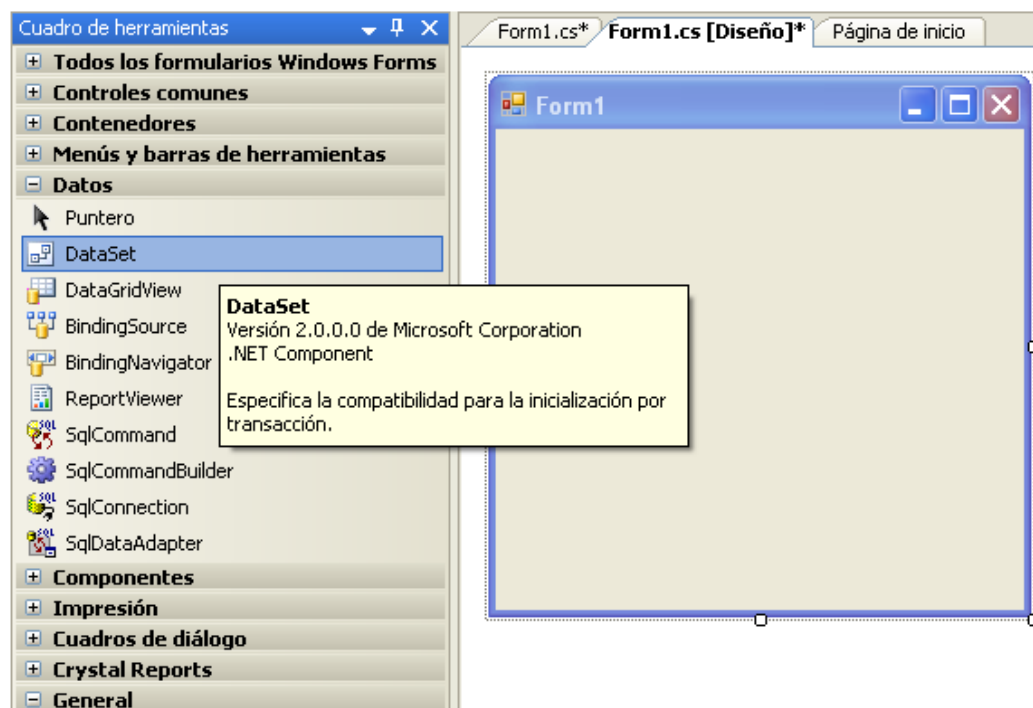 Cuadro de herramientas
Todos los formularios Windows Forms
Controles comunes
Contenedores
Menús y barras de herramientas
Datos
Puntero
DataSet
DataGridView
BindingSource
BindingNavigator
ReportViewer
SqlCommand
SqlCommandBuilder
SqlConnection
SqlDataAdapter
Componentes
Impresión
Cuadros de diálogo
Crystal Reports
General
DataSet
Versión 2.0.0.0 de Microsoft Corporation
.NET Component
Especifica la compatibilidad para la inicialización por
transacción.
Form1.cs* Form1.cs [Diseño]* Página de inicio
Form1